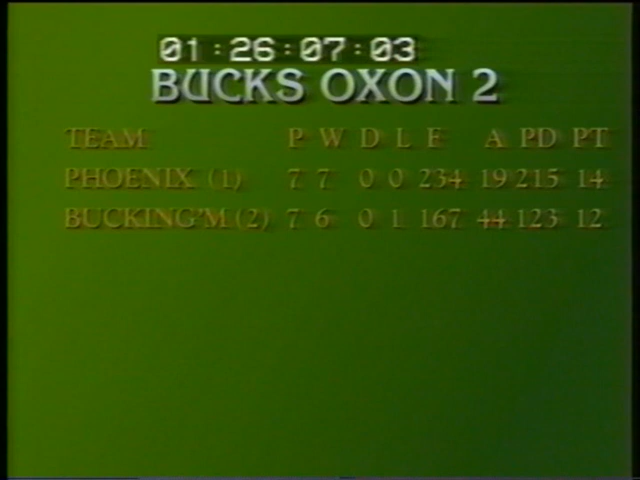 01:26:07:03
BUCKS OXON 2
TEAM P W D L F A PD PT
PHOENIX (1) 7 7 0 0 234 19 215 14
BUCKING'M (2) 7 6 0 1 167 44 123 12